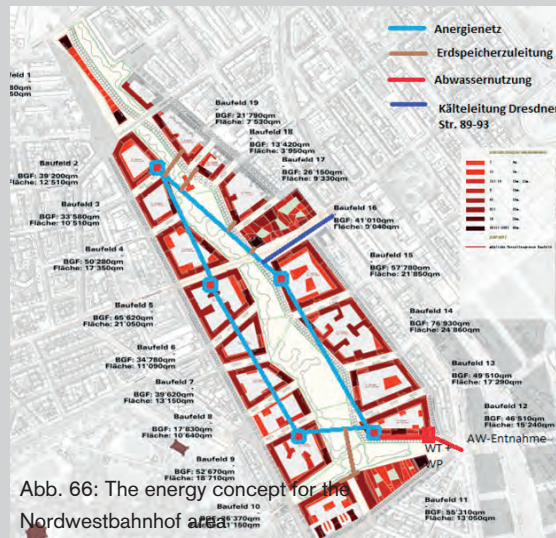 Anergienetz
Erdspeicherzuleitung
Abwassernutzung
Kälteleitung Dresdner
Str. 89-93
Baufeld 19
BGF: 21'790qm
Fläche: 7'530qm
Baufeld 18
BGF: 13'420qm
Fläche: 3'950qm
Baufeld 17
BGF: 26'150qm
Fläche: 9'330qm
Baufeld 16
BGF: 41'010qm
Fläche: 9'040qm
Baufeld 15
BGF: 57'780qm
Fläche: 21'850qm
Baufeld 14
BGF: 76'930qm
Fläche: 24'860qm
Baufeld 13
BGF: 49'510qm
Fläche: 17'290qm
Baufeld 12
BGF: 46'510qm
Fläche: 15'240qm
AW-Entnahme
WT +
WP
Baufeld 11
BGF: 55'310qm
Fläche: 13'050qm
feld 1
Baufeld 2
BGF: 39'200qm
Fläche: 12'510qm
Baufeld 3
BGF: 33'580qm
Fläche: 10'510qm
Baufeld 4
BGF: 50'280qm
Fläche: 17'350qm
Baufeld 5
BGF: 65'620qm
Fläche: 21'050qm
Baufeld 6
BGF: 34'780qm
Fläche: 11'090qm
Baufeld 7
BGF: 39'620qm
Fläche: 13'150qm
Baufeld 8
BGF: 17'830qm
Fläche: 10'640qm
Baufeld 9
BGF: 52'670qm
Fläche: 18'710qm
Baufeld 10
Abb. 66: The energy concept for the
Nordwestbahnhof area